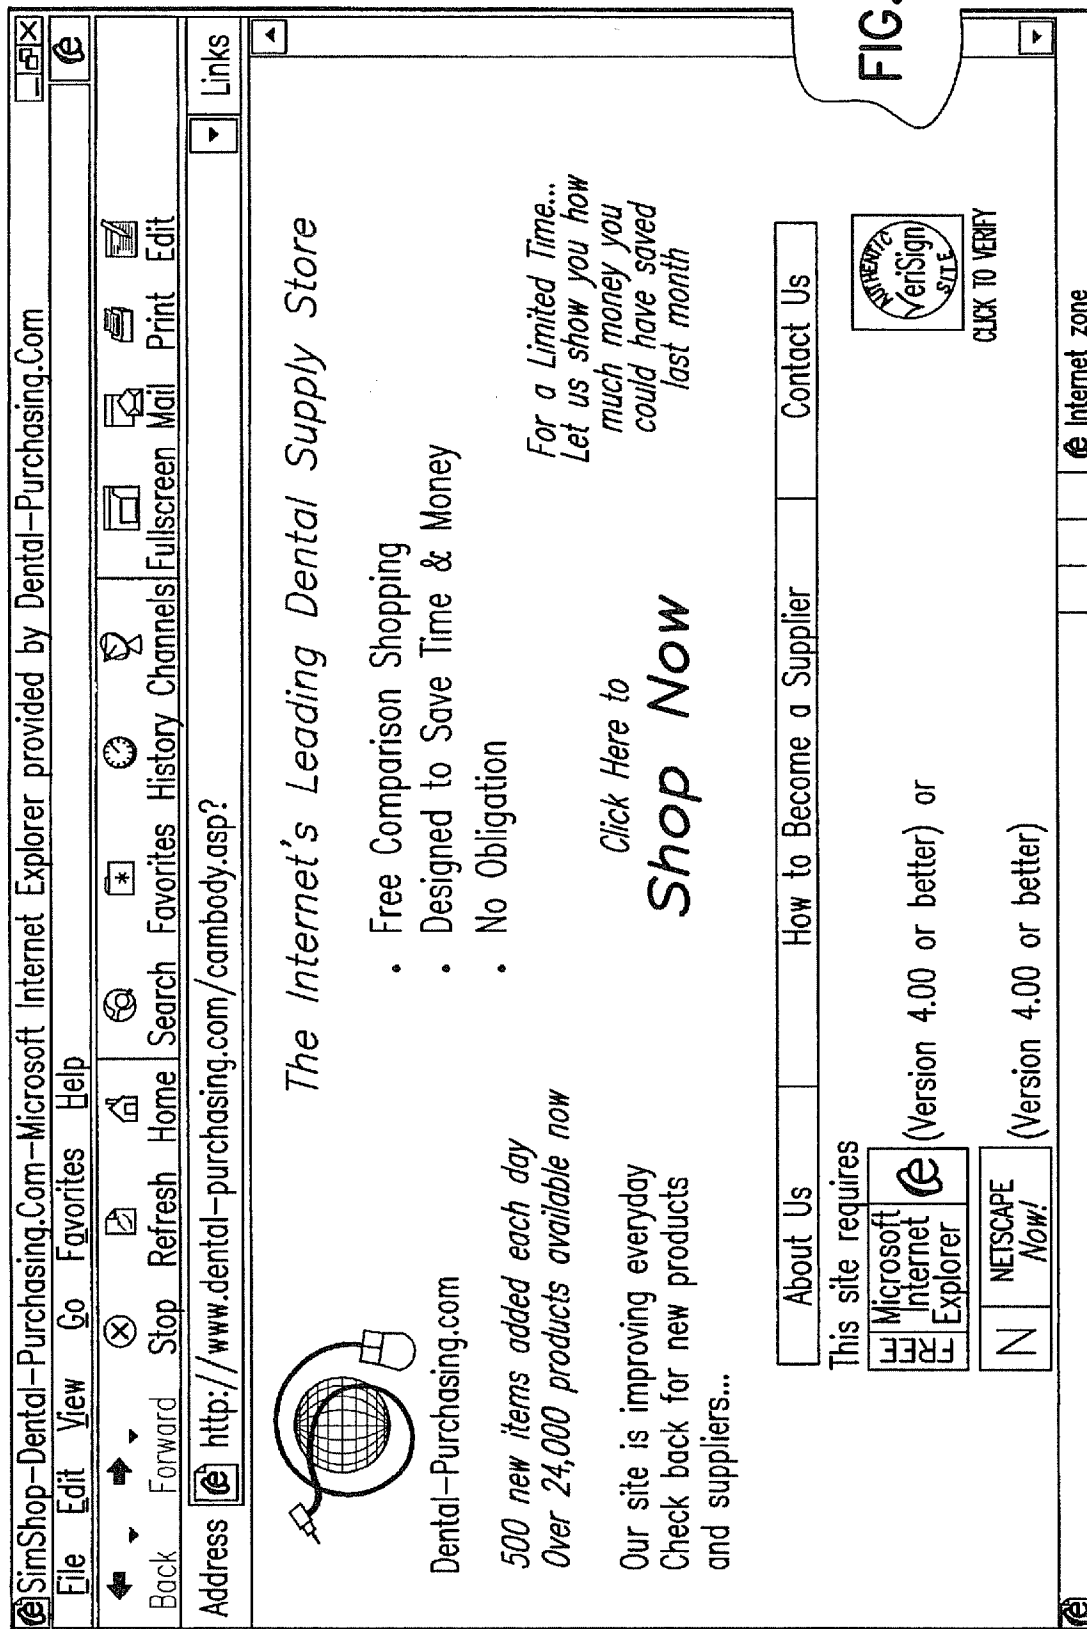 SimShop-Dental-Purchasing.Com-Microsoft Internet Explorer provided by Dental-Purchasing.Com
File Edit View Go Favorites Help
Back Forward Stop Refresh Home Search Favorites History Channels Fullscreen Mail Print Edit
Address http://www.dental-purchasing.com/cambody.asp? Links
The Internet's Leading Dental Supply Store
Dental-Purchasing.com
• Free Comparison Shopping
• Designed to Save Time & Money
• No Obligation
500 new items added each day
Over 24,000 products available now
For a Limited Time...
Let us show you how
much money you
could have saved
last month
Our site is improving everyday
Check back for new products
and suppliers...
Click Here to
Shop Now
About Us How to Become a Supplier Contact Us
This site requires
FREE Microsoft Internet Explorer (Version 4.00 or better) or
N NETSCAPE Now! (Version 4.00 or better)
AUTHENTIC
VeriSign
SITE
CLICK TO VERIFY
Internet zone
FIG.